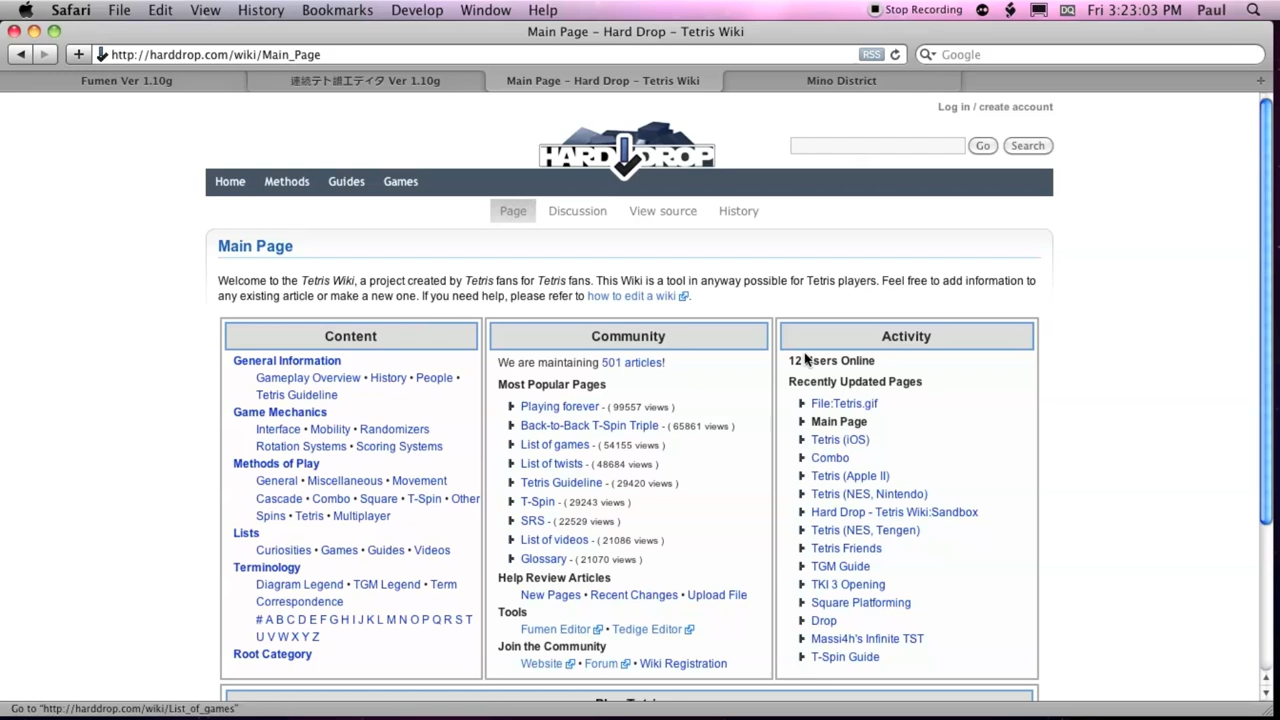 Safari File Edit View History Bookmarks Develop Window Help Stop Recording DQ Fri 3:23:03 PM Paul
Main Page – Hard Drop – Tetris Wiki
http://harddrop.com/wiki/Main_Page RSS Google
Fumen Ver 1.10g Ver 1.10g Main Page – Hard Drop – Tetris Wiki Mino District
Log in / create account
HARD DROP
Go Search
Home Methods Guides Games
Page Discussion View source History
Main Page
Welcome to the Tetris Wiki, a project created by Tetris fans for Tetris fans. This Wiki is a tool in anyway possible for Tetris players. Feel free to add information to
any existing article or make a new one. If you need help, please refer to how to edit a wiki.
Content
General Information
Gameplay Overview • History • People •
Tetris Guideline
Game Mechanics
Interface • Mobility • Randomizers
Rotation Systems • Scoring Systems
Methods of Play
General • Miscellaneous • Movement
Cascade • Combo • Square • T-Spin • Other
Spins • Tetris • Multiplayer
Lists
Curiosities • Games • Guides • Videos
Terminology
Diagram Legend • TGM Legend • Term
Correspondence
# A B C D E F G H I J K L M N O P Q R S T
U V W X Y Z
Root Category
Community
We are maintaining 501 articles!
Most Popular Pages
Playing forever - ( 99557 views )
Back-to-Back T-Spin Triple - ( 65861 views )
List of games - ( 54155 views )
List of twists - ( 48684 views )
Tetris Guideline - ( 29420 views )
T-Spin - ( 29243 views )
SRS - ( 22529 views )
List of videos - ( 21086 views )
Glossary - ( 21070 views )
Help Review Articles
New Pages • Recent Changes • Upload File
Tools
Fumen Editor • Tedige Editor
Join the Community
Website • Forum • Wiki Registration
Activity
12 Users Online
Recently Updated Pages
File:Tetris.gif
Main Page
Tetris (iOS)
Combo
Tetris (Apple II)
Tetris (NES, Nintendo)
Hard Drop - Tetris Wiki:Sandbox
Tetris (NES, Tengen)
Tetris Friends
TGM Guide
TKI 3 Opening
Square Platforming
Drop
Massi4h's Infinite TST
T-Spin Guide
Go to "http://harddrop.com/wiki/List_of_games"